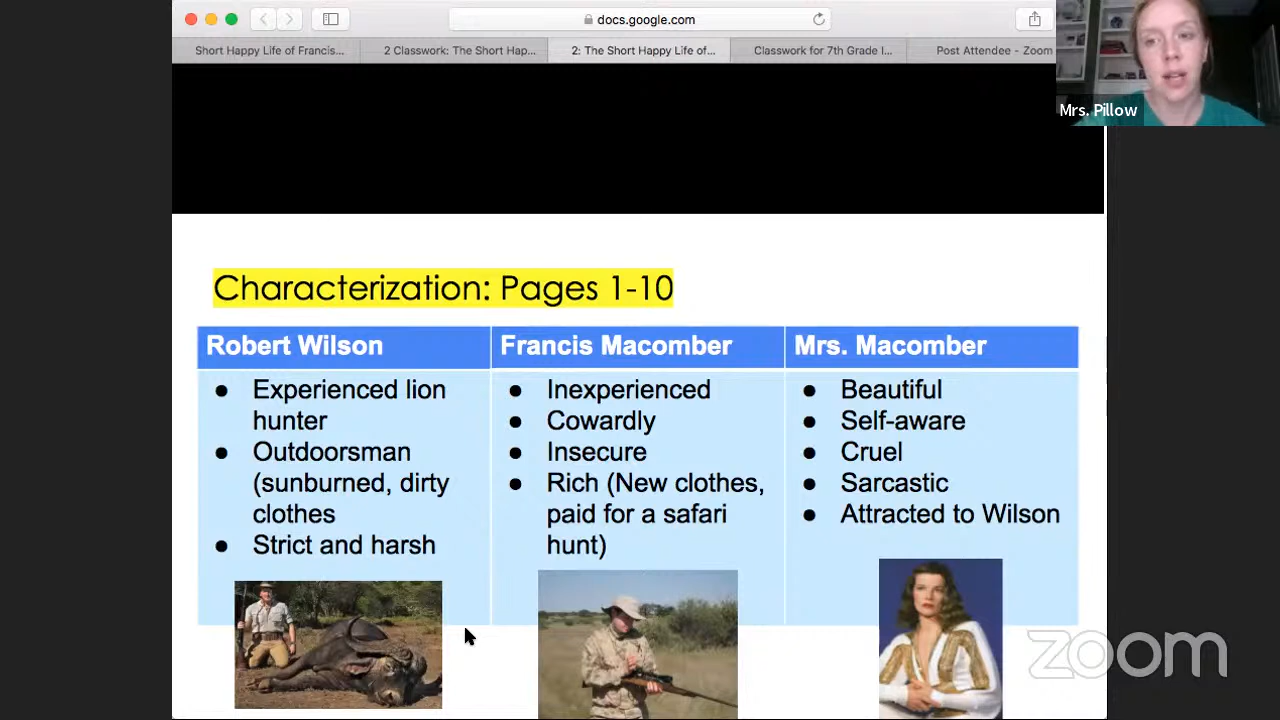 docs.google.com
Short Happy Life of Francis...
2 Classwork: The Short Hap...
2: The Short Happy Life of...
Classwork for 7th Grade I...
Post Attendee - Zoom
Mrs. Pillow
Characterization: Pages 1-10
Robert Wilson
● Experienced lion
hunter
● Outdoorsman
(sunburned, dirty
clothes
● Strict and harsh
Francis Macomber
● Inexperienced
● Cowardly
● Insecure
● Rich (New clothes,
paid for a safari
hunt)
Mrs. Macomber
● Beautiful
● Self-aware
● Cruel
● Sarcastic
● Attracted to Wilson
zoom